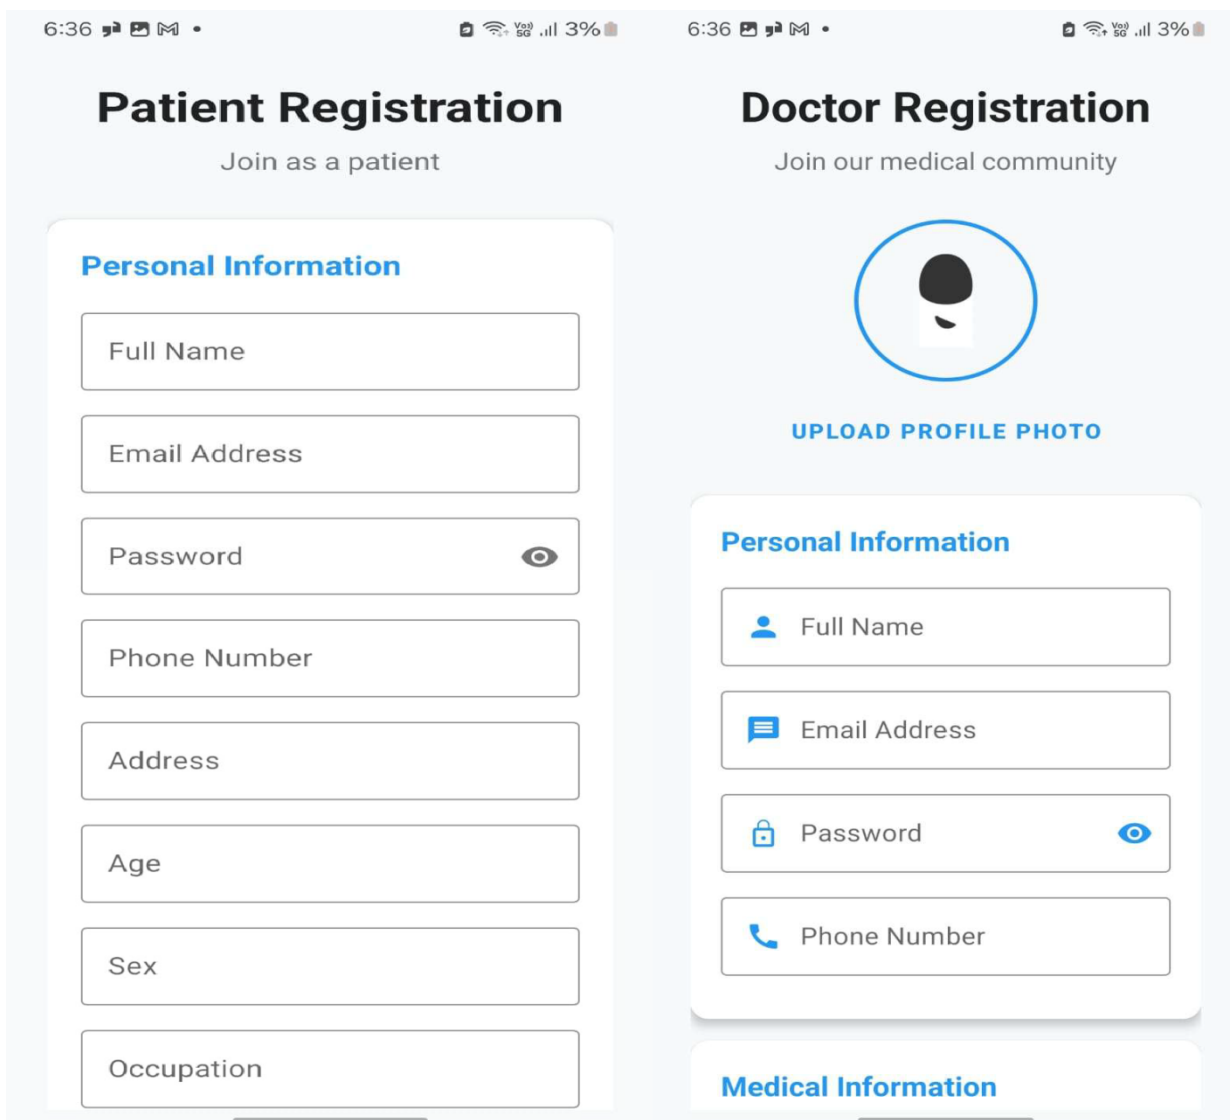 6:36
3%
Patient Registration
Join as a patient
Personal Information
Full Name
Email Address
Password
Phone Number
Address
Age
Sex
Occupation
6:36
3%
Doctor Registration
Join our medical community
UPLOAD PROFILE PHOTO
Personal Information
Full Name
Email Address
Password
Phone Number
Medical Information